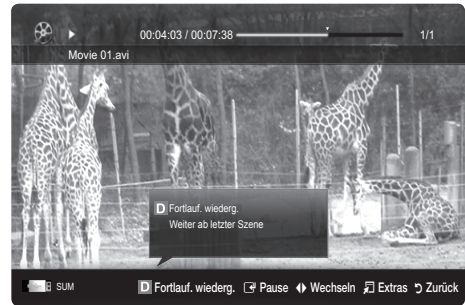 00:04:03 / 00:07:38 1/1
Movie 01.avi
D Fortlauf. wiederg.
Weiter ab letzter Szene
SUM D Fortlauf. wiederg. Pause Wechseln Extras Zurück